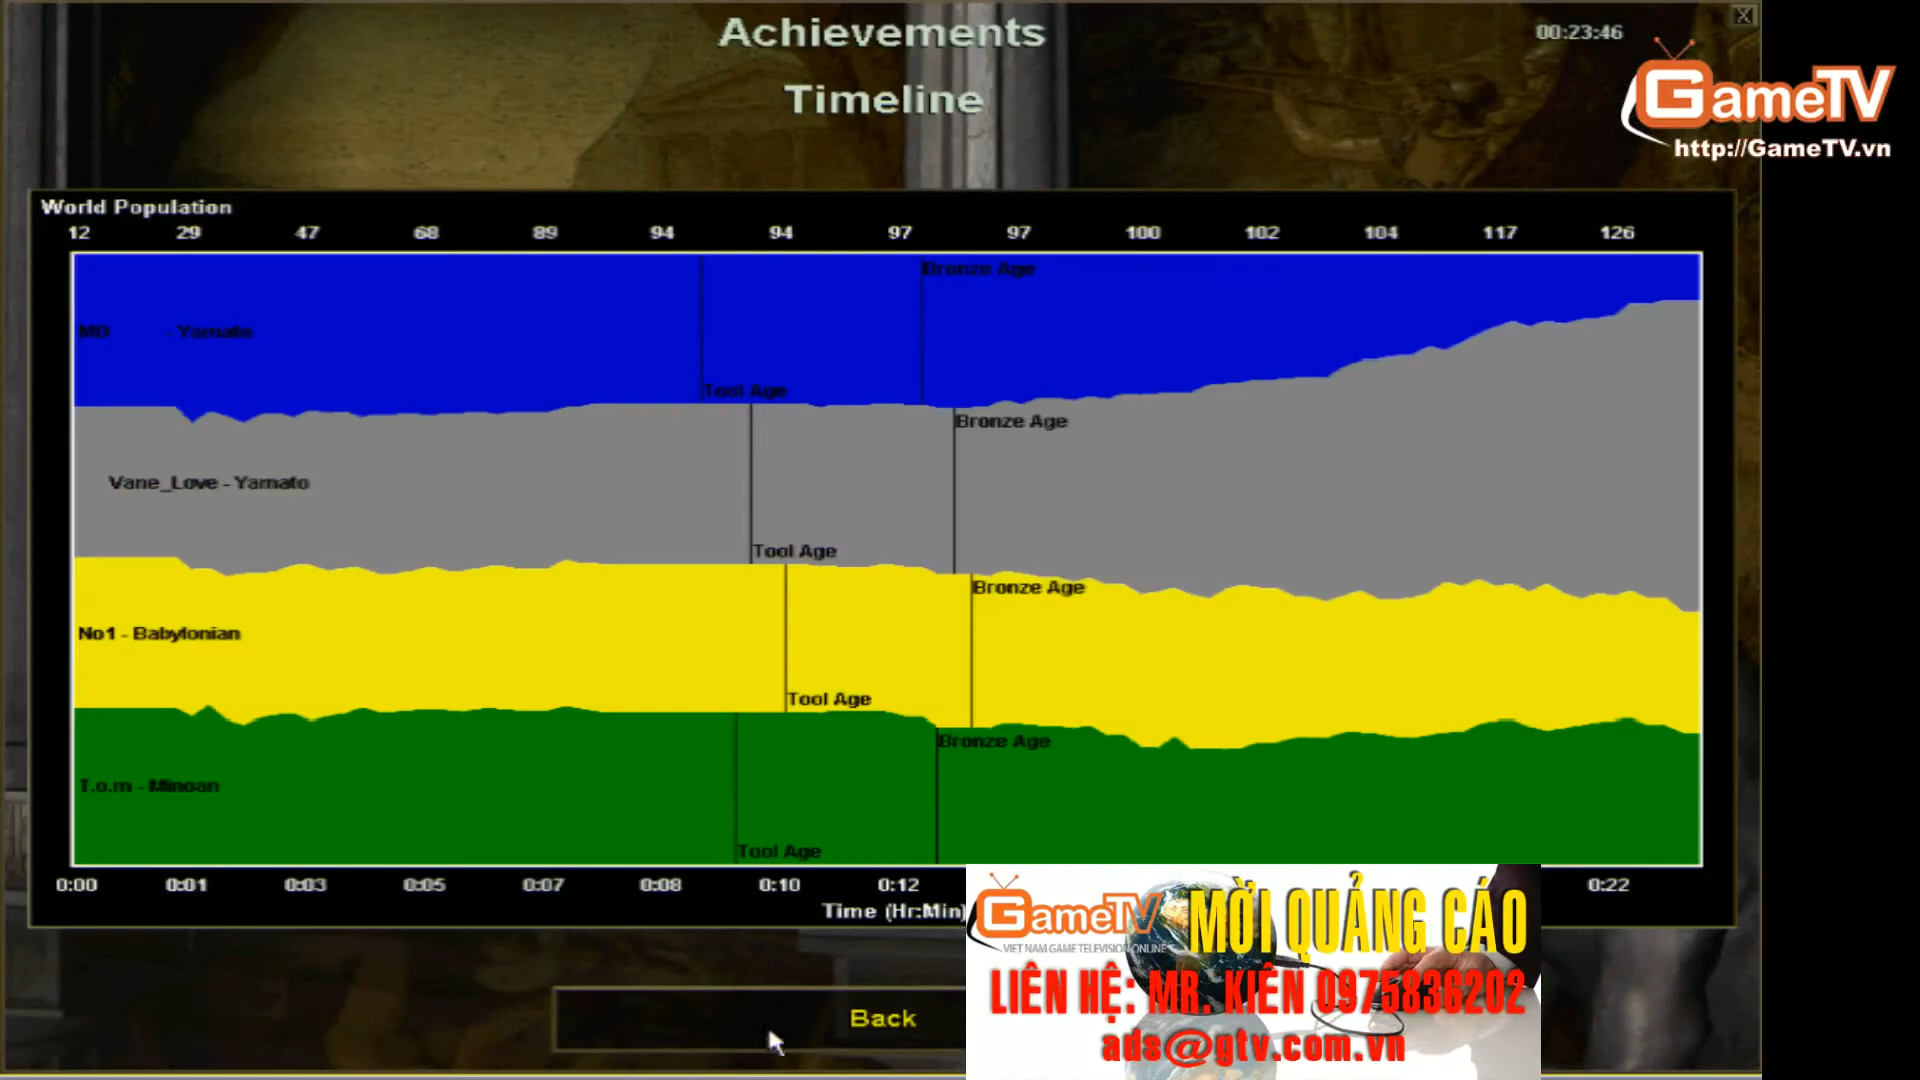 Achievements
00:23:46
Timeline
GameTV
http://GameTV.vn
World Population
12 29 47 68 89 94 94 97 97 100 102 104 117 126
Bronze Age
MD - Yamato
Tool Age
Bronze Age
Vane_Love - Yamato
Tool Age
Bronze Age
No1 - Babylonian
Tool Age
Bronze Age
T.o.m - Minoan
Tool Age
0:00 0:01 0:03 0:05 0:07 0:08 0:10 0:12 0:22
Time (Hr:Min)
GameTV
VIET NAM GAME TELEVISION ONLINE
MỜI QUẢNG CÁO
LIÊN HỆ: MR. KIÊN 0975836202
ads@gtv.com.vn
Back